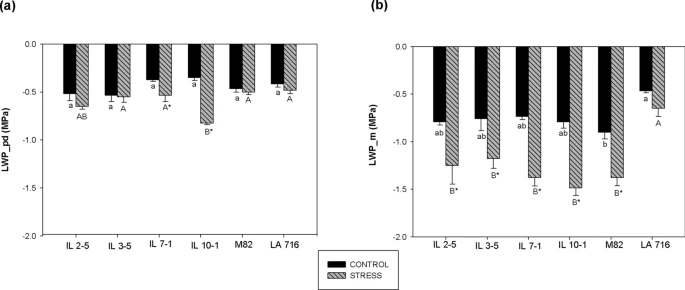 (a)
(b)
0.0
-0.5
-1.0
-1.5
-2.0
LWP_pd (MPa)
a AB a A a A* a B* a A a A
IL 2-5 IL 3-5 IL 7-1 IL 10-1 M82 LA 716
0.0
-0.5
-1.0
-1.5
-2.0
LWP_m (MPa)
ab B* ab B* ab B* ab B* b B* a A
IL 2-5 IL 3-5 IL 7-1 IL 10-1 M82 LA 716
CONTROL
STRESS